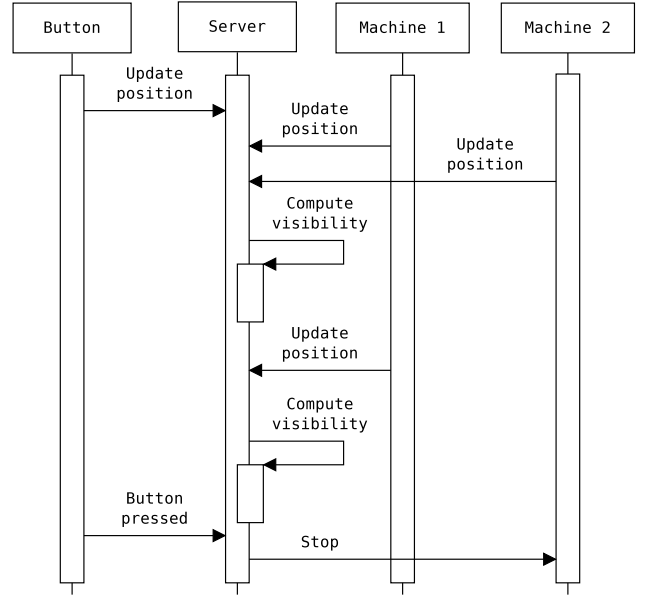 Button
Server
Machine 1
Machine 2
Update
position
Update
position
Update
position
Compute
visibility
Update
position
Compute
visibility
Button
pressed
Stop